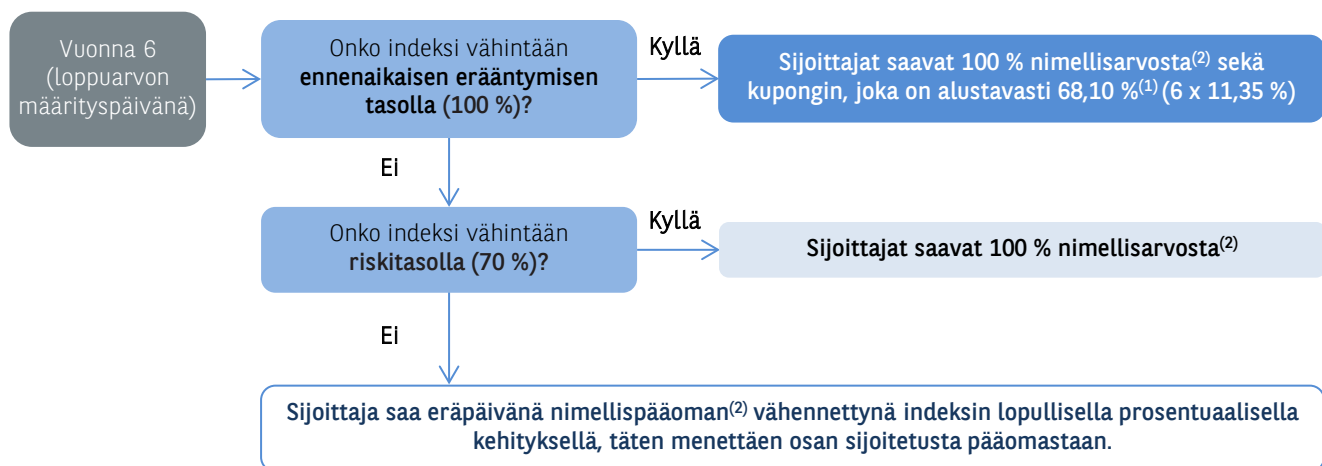 Vuonna 6
(loppuarvon
määrityspäivänä)
Onko indeksi vähintään
ennenaikaisen erääntymisen
tasolla (100 %)?
Kyllä
Sijoittajat saavat 100 % nimellisarvosta(2) sekä
kupongin, joka on alustavasti 68,10 %(1) (6 x 11,35 %)
Ei
Onko indeksi vähintään
riskitasolla (70 %)?
Kyllä
Sijoittajat saavat 100 % nimellisarvosta(2)
Ei
Sijoittaja saa eräpäivänä nimellispääoman(2) vähennettynä indeksin lopullisella prosentuaalisella
kehityksellä, täten menettäen osan sijoitetusta pääomastaan.